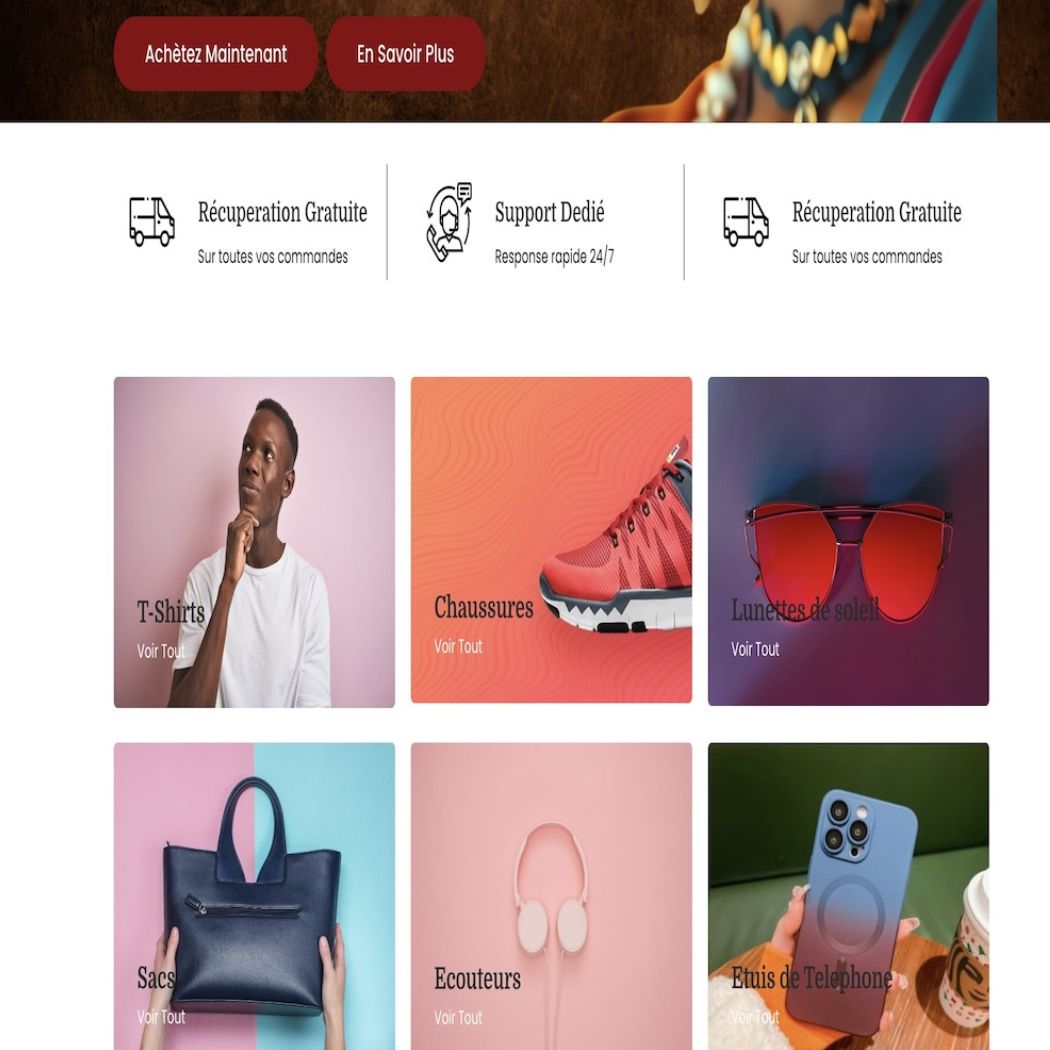 Achètez Maintenant
En Savoir Plus
Récuperation Gratuite
Sur toutes vos commandes
Support Dedié
Response rapide 24/7
Récuperation Gratuite
Sur toutes vos commandes
T-Shirts
Voir Tout
Chaussures
Voir Tout
Lunettes de soleil
Voir Tout
Sacs
Voir Tout
Ecouteurs
Voir Tout
Etuis de Telephone
Voir Tout